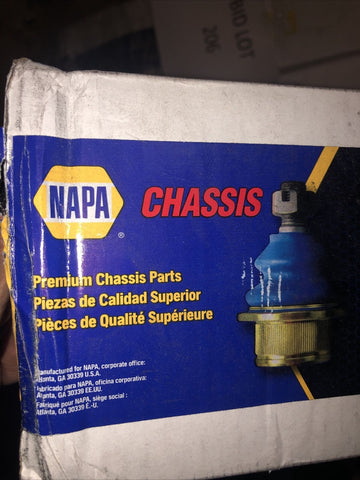 BID LOT
206
NAPA
®
CHASSIS
Premium Chassis Parts
Piezas de Calidad Superior
Pièces de Qualité Supérieure
Manufactured for NAPA, corporate office:
Atlanta, GA 30339 U.S.A.
Fabricado para NAPA, oficina corporativa:
Atlanta, GA 30339 EE.UU.
Fabriqué pour NAPA, siège social :
Atlanta, GA 30339 É.-U.